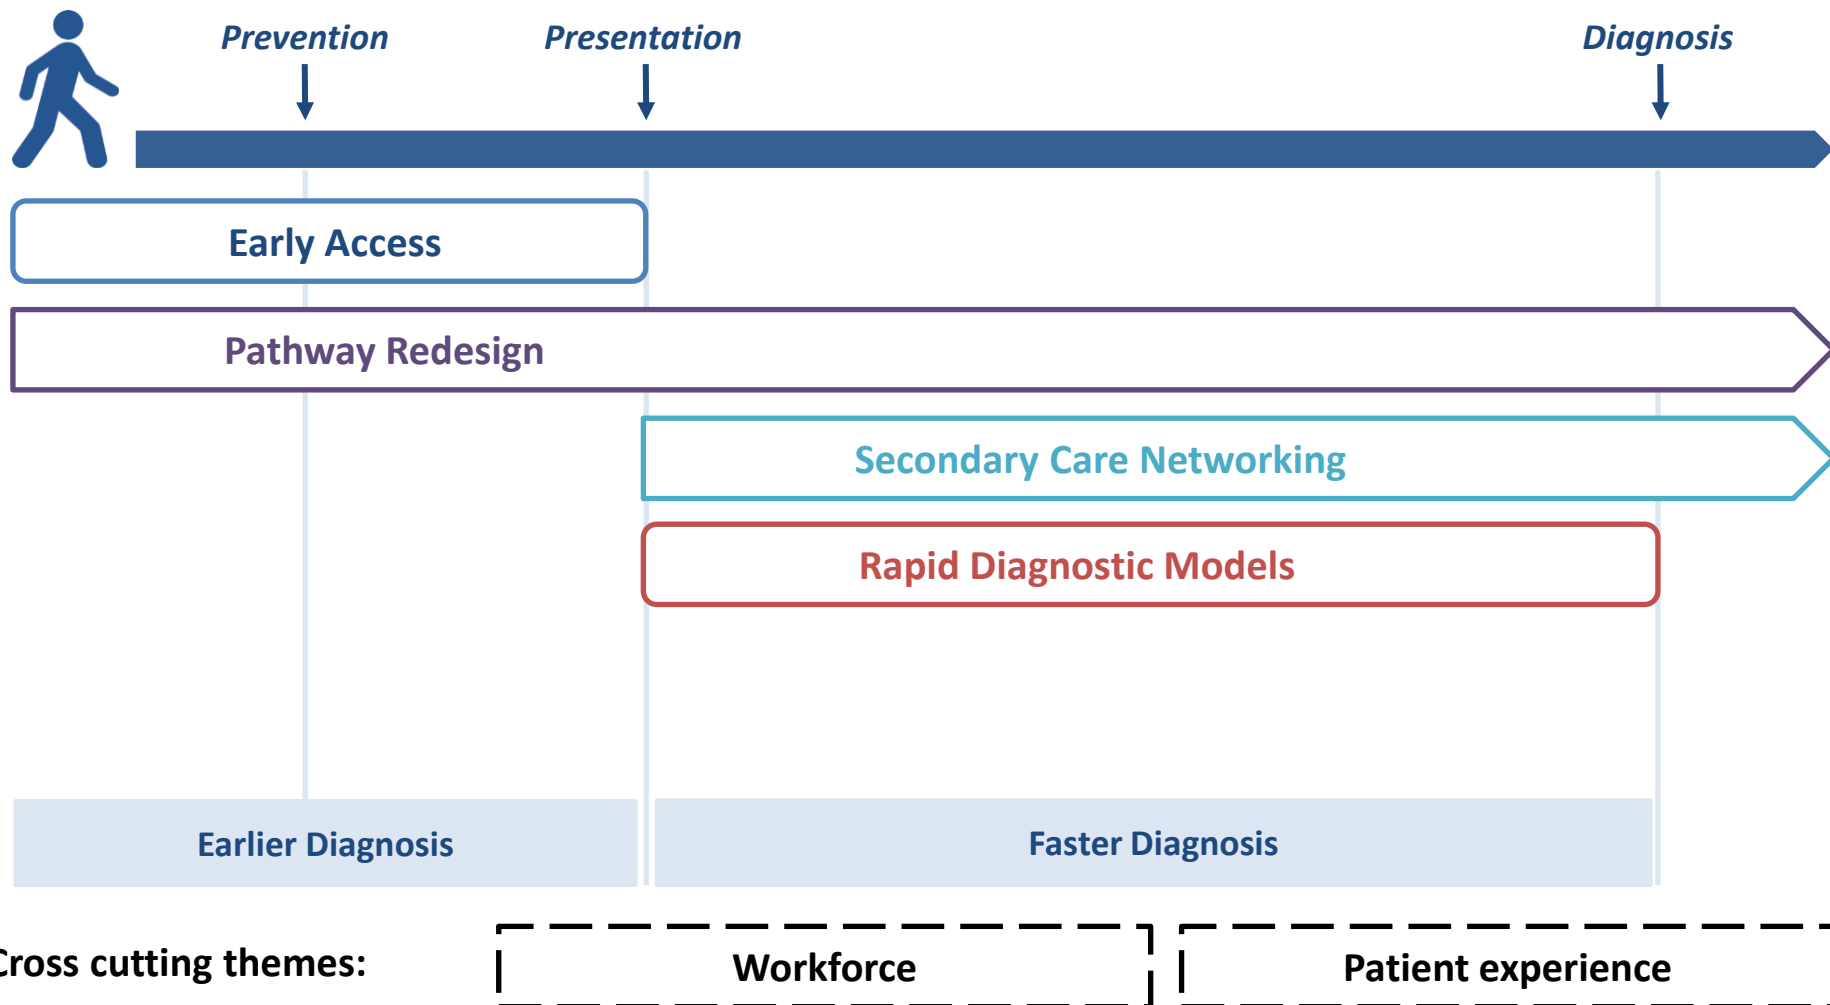 Prevention
Presentation
Diagnosis
Early Access
Pathway Redesign
Secondary Care Networking
Rapid Diagnostic Models
Earlier Diagnosis
Faster Diagnosis
Cross cutting themes:
Workforce
Patient experience